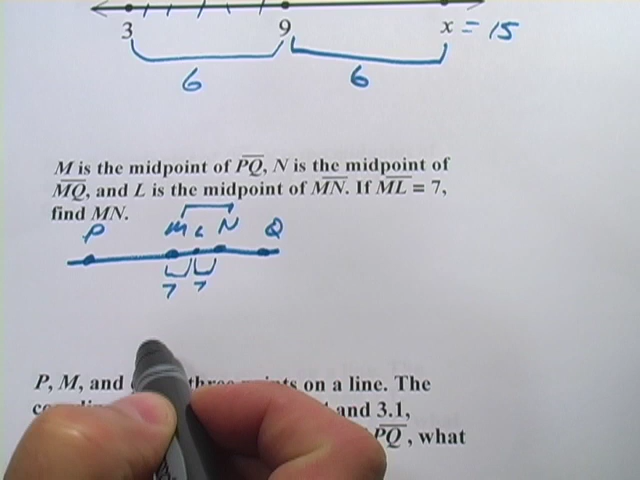 3 9 x = 15
6 6
M is the midpoint of PQ, N is the midpoint of
MQ, and L is the midpoint of MN. If ML = 7,
find MN.
P M L N Q
7 7
P, M, and three points on a line. The
and 3.1,
PQ, what